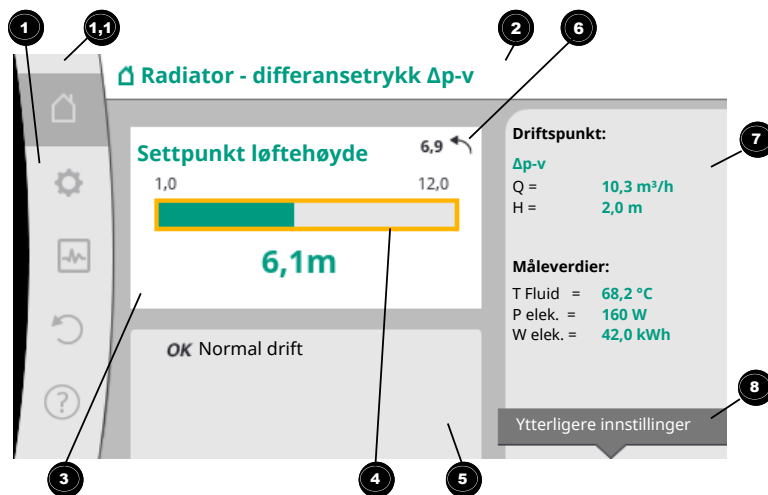 1
1,1
2
6
Radiator - differansetrykk Δp-v
Settpunkt løftehøyde
6,9
1,0
12,0
6,1m
OK Normal drift
Driftspunkt:
Δp-v
Q = 10,3 m³/h
H = 2,0 m
Måleverdier:
T Fluid = 68,2 °C
P elek. = 160 W
W elek. = 42,0 kWh
7
8
Ytterligere innstillinger
?
3
4
5